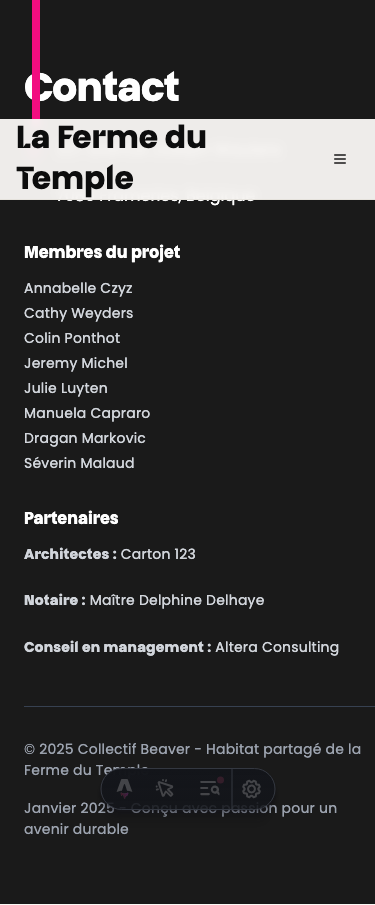 Contact
La Ferme du
Temple
Membres du projet
Annabelle Czyz
Cathy Weyders
Colin Ponthot
Jeremy Michel
Julie Luyten
Manuela Capraro
Dragan Markovic
Séverin Malaud
Partenaires
Architectes : Carton 123
Notaire : Maître Delphine Delhaye
Conseil en management : Altera Consulting
© 2025 Collectif Beaver - Habitat partagé de la
Ferme du Temple
Janvier 2025 - Conçu avec passion pour un
avenir durable